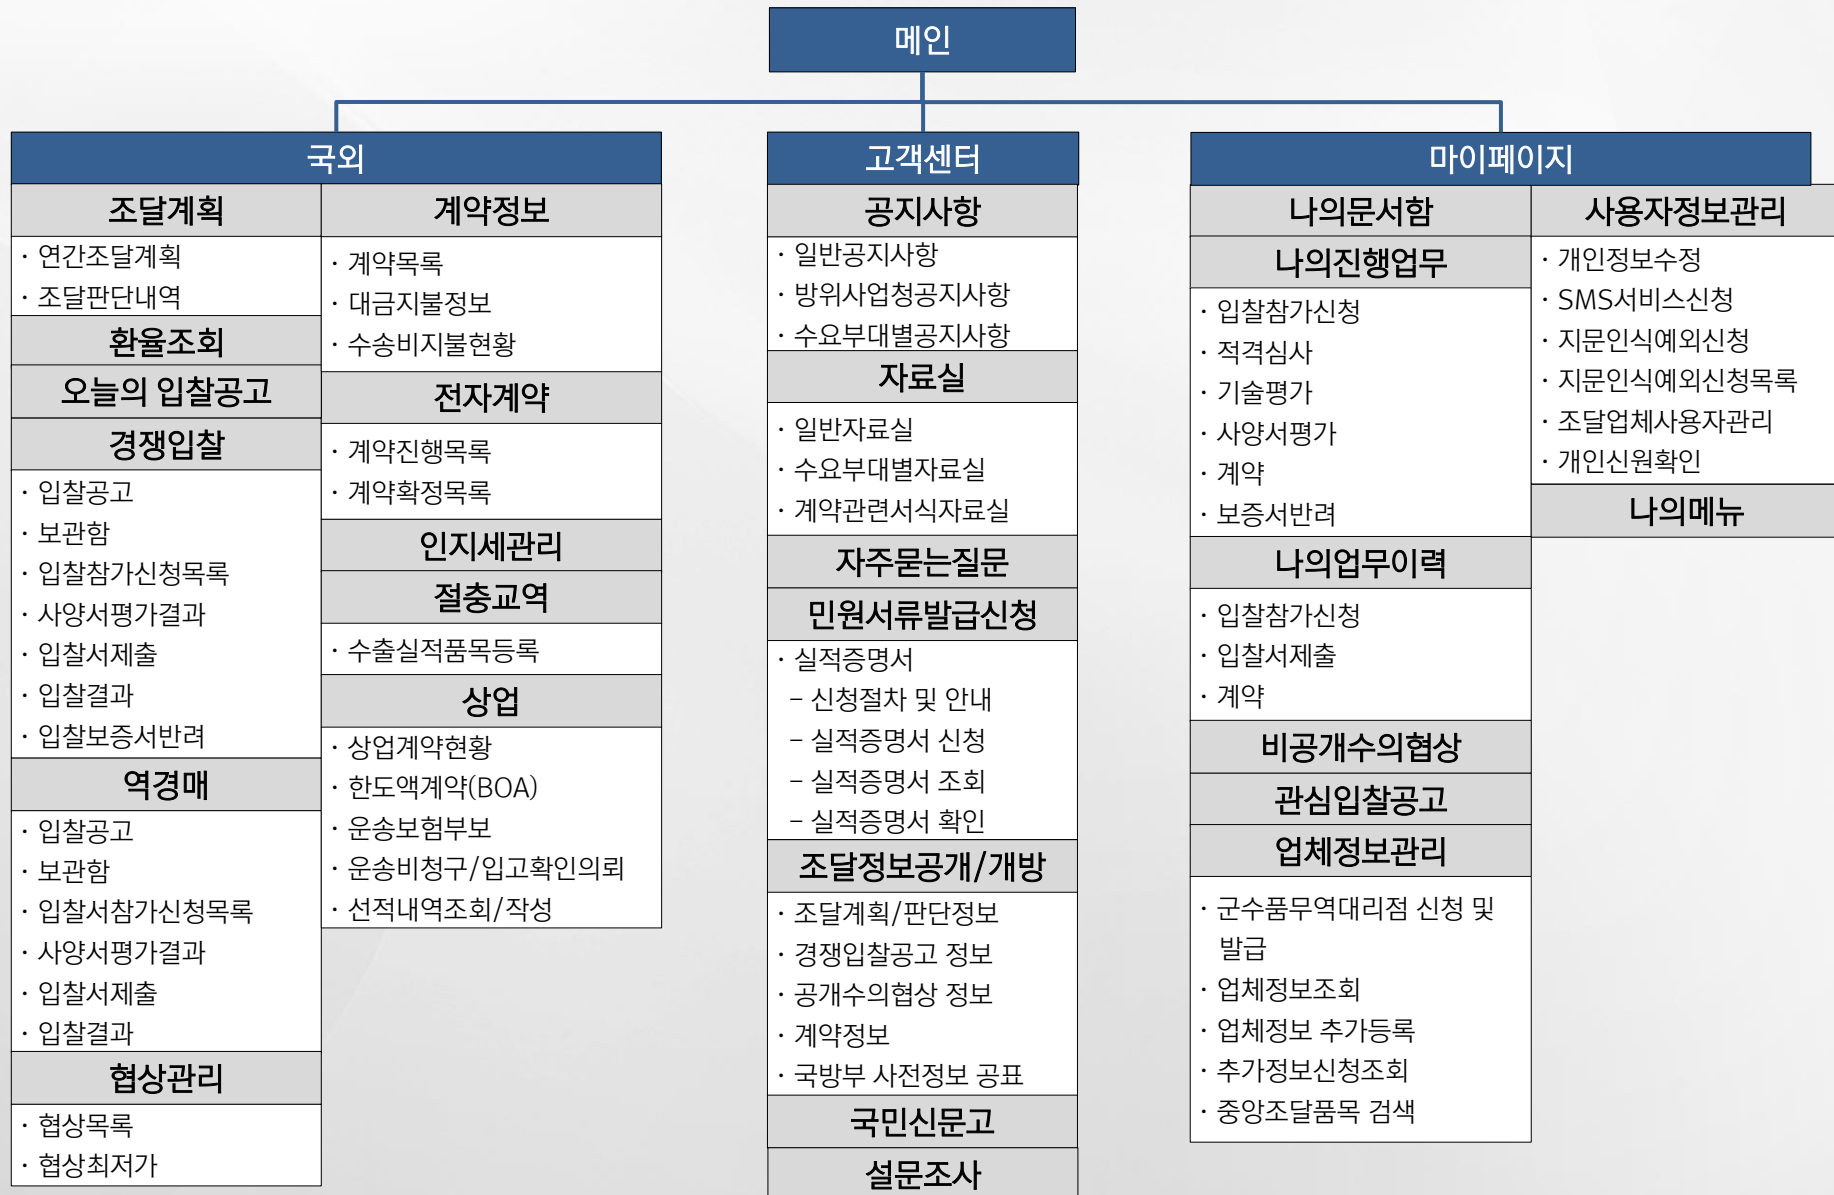 메인
국외
조달계획
· 연간조달계획
· 조달판단내역
환율조회
오늘의 입찰공고
경쟁입찰
· 입찰공고
· 보관함
· 입찰참가신청목록
· 사양서평가결과
· 입찰서제출
· 입찰결과
· 입찰보증서반려
역경매
· 입찰공고
· 보관함
· 입찰서참가신청목록
· 사양서평가결과
· 입찰서제출
· 입찰결과
협상관리
· 협상목록
· 협상최저가
계약정보
· 계약목록
· 대금지불정보
· 수송비지불현황
전자계약
· 계약진행목록
· 계약확정목록
인지세관리
절충교역
· 수출실적품목등록
상업
· 상업계약현황
· 한도액계약(BOA)
· 운송보험부보
· 운송비청구/입고확인의뢰
· 선적내역조회/작성
고객센터
공지사항
· 일반공지사항
· 방위사업청공지사항
· 수요부대별공지사항
자료실
· 일반자료실
· 수요부대별자료실
· 계약관련서식자료실
자주묻는질문
민원서류발급신청
· 실적증명서
– 신청절차 및 안내
– 실적증명서 신청
– 실적증명서 조회
– 실적증명서 확인
조달정보공개/개방
· 조달계획/판단정보
· 경쟁입찰공고 정보
· 공개수의협상 정보
· 계약정보
· 국방부 사전정보 공표
국민신문고
설문조사
마이페이지
나의문서함
나의진행업무
· 입찰참가신청
· 적격심사
· 기술평가
· 사양서평가
· 계약
· 보증서반려
나의업무이력
· 입찰참가신청
· 입찰서제출
· 계약
비공개수의협상
관심입찰공고
업체정보관리
· 군수품무역대리점 신청 및
발급
· 업체정보조회
· 업체정보 추가등록
· 추가정보신청조회
· 중앙조달품목 검색
사용자정보관리
· 개인정보수정
· SMS서비스신청
· 지문인식예외신청
· 지문인식예외신청목록
· 조달업체사용자관리
· 개인신원확인
나의메뉴